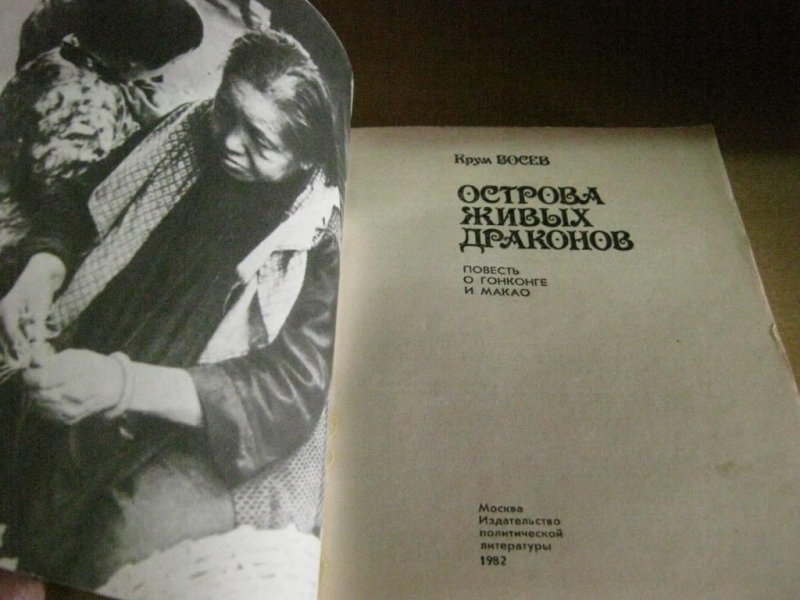 Крум БОСЕВ
ОСТРОВА
ЖИВЫХ
ДРАКОНОВ
ПОВЕСТЬ
О ГОНКОНГЕ
И МАКАО
Москва
Издательство
политической
литературы
1982